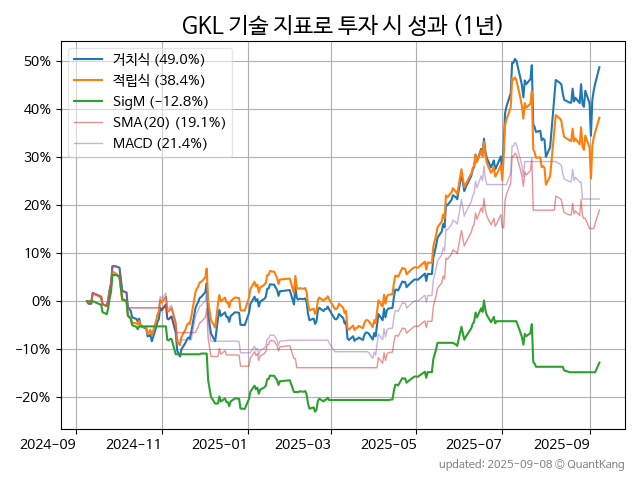 GKL 기술 지표로 투자 시 성과 (1년)
50%
40%
30%
20%
10%
0%
−10%
−20%
거치식 (49.0%)
적립식 (38.4%)
SigM (−12.8%)
SMA(20) (19.1%)
MACD (21.4%)
2024-09 2024-11 2025-01 2025-03 2025-05 2025-07 2025-09
updated: 2025-09-08 ⓒ QuantKang